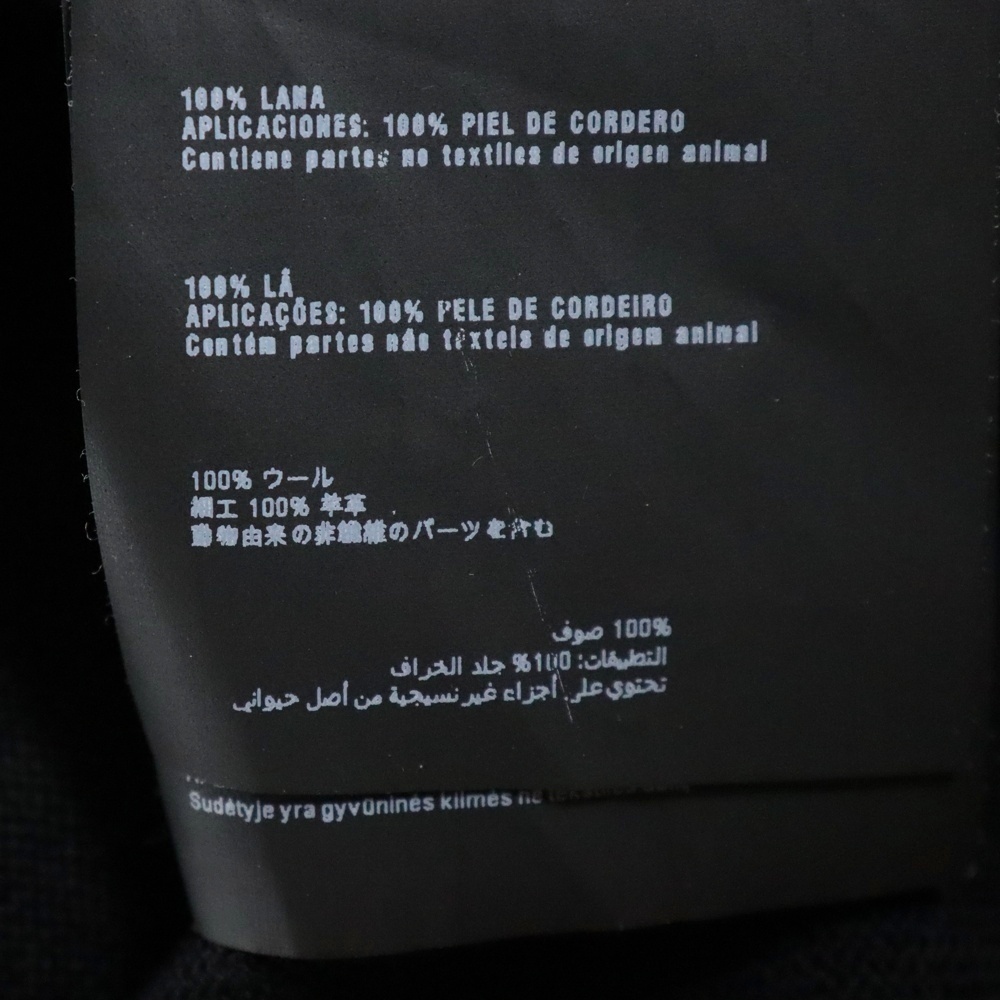 100% LANA
APLICACIONES: 100% PIEL DE CORDERO
Contiene partes no textiles de origen animal
100% LÃ
APLICAÇÕES: 100% PELE DE CORDEIRO
Contém partes não têxteis de origem animal
100% ウール
細工 100% 羊革
動物由来の非繊維のパーツを含む
100% صوف
التطبيقات: 100% جلد الخراف
تحتوي على أجزاء غير نسيجية من أصل حيواني
Sudėtyje yra gyvūninės kilmės ne